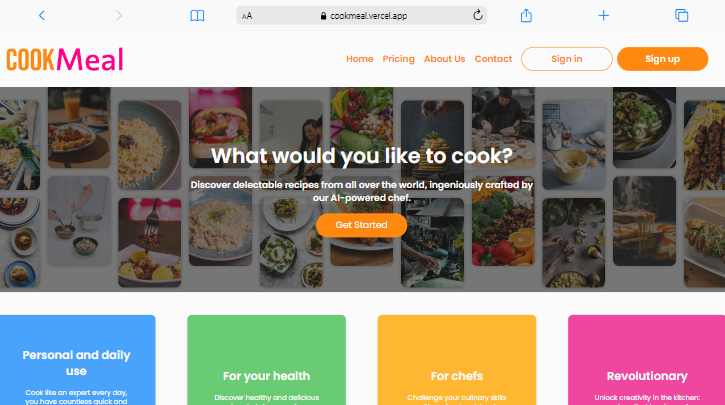 AA
cookmeal.vercel.app
COOKMeal
Home Pricing About Us Contact Sign in Sign up
What would you like to cook?
Discover delectable recipes from all over the world, ingeniously crafted by
our AI-powered chef.
Get Started
Personal and daily
use
Cook like an expert every day,
you have countless quick and
For your health
Discover healthy and delicious
For chefs
Challenge your culinary skills
Revolutionary
Unlock creativity in the kitchen: